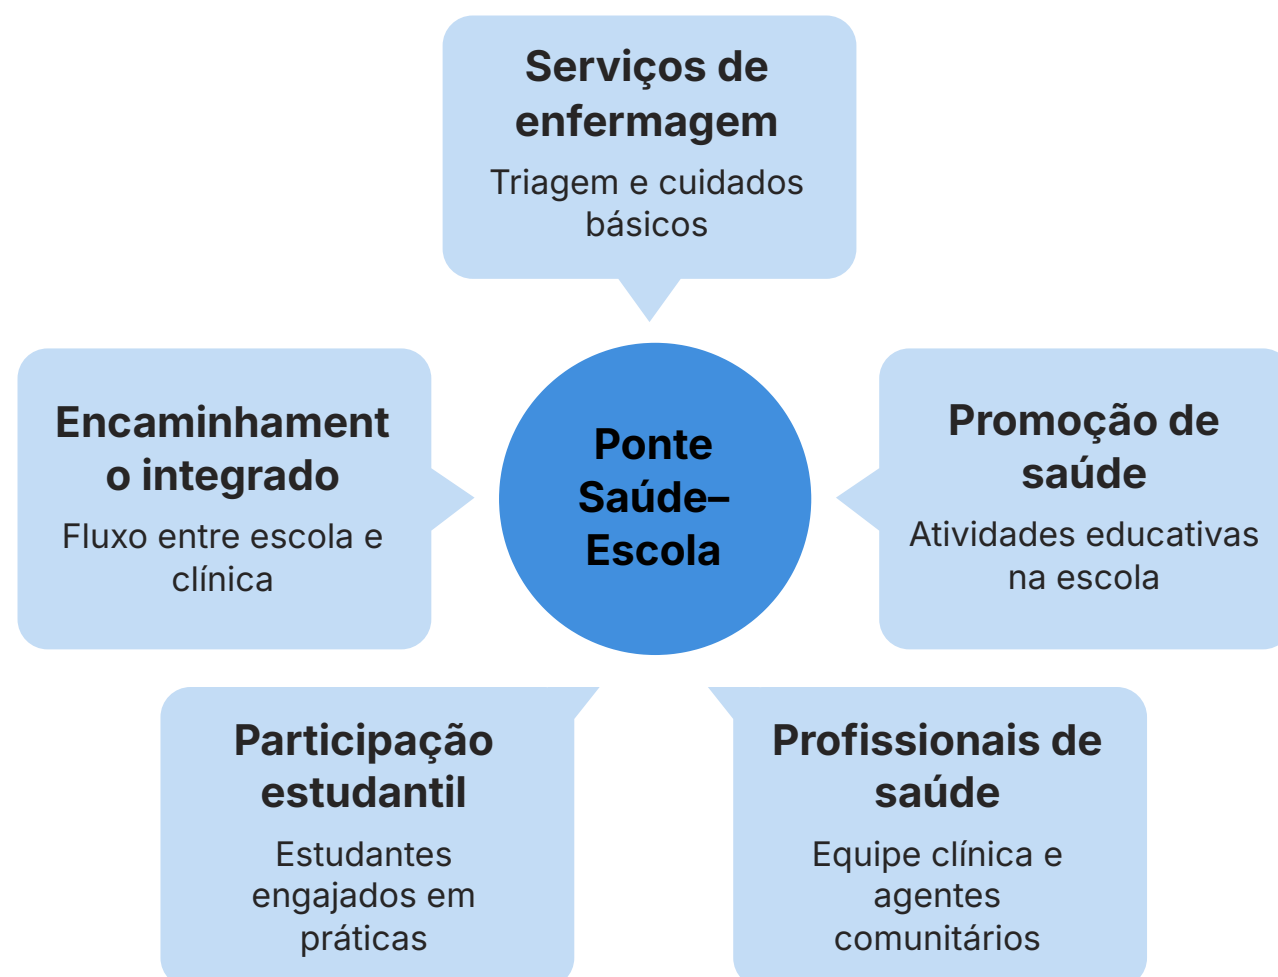 Serviços de
enfermagem
Triagem e cuidados
básicos
Encaminhament
o integrado
Fluxo entre escola e
clínica
Ponte
Saúde–
Escola
Promoção de
saúde
Atividades educativas
na escola
Participação
estudantil
Estudantes
engajados em
práticas
Profissionais de
saúde
Equipe clínica e
agentes
comunitários